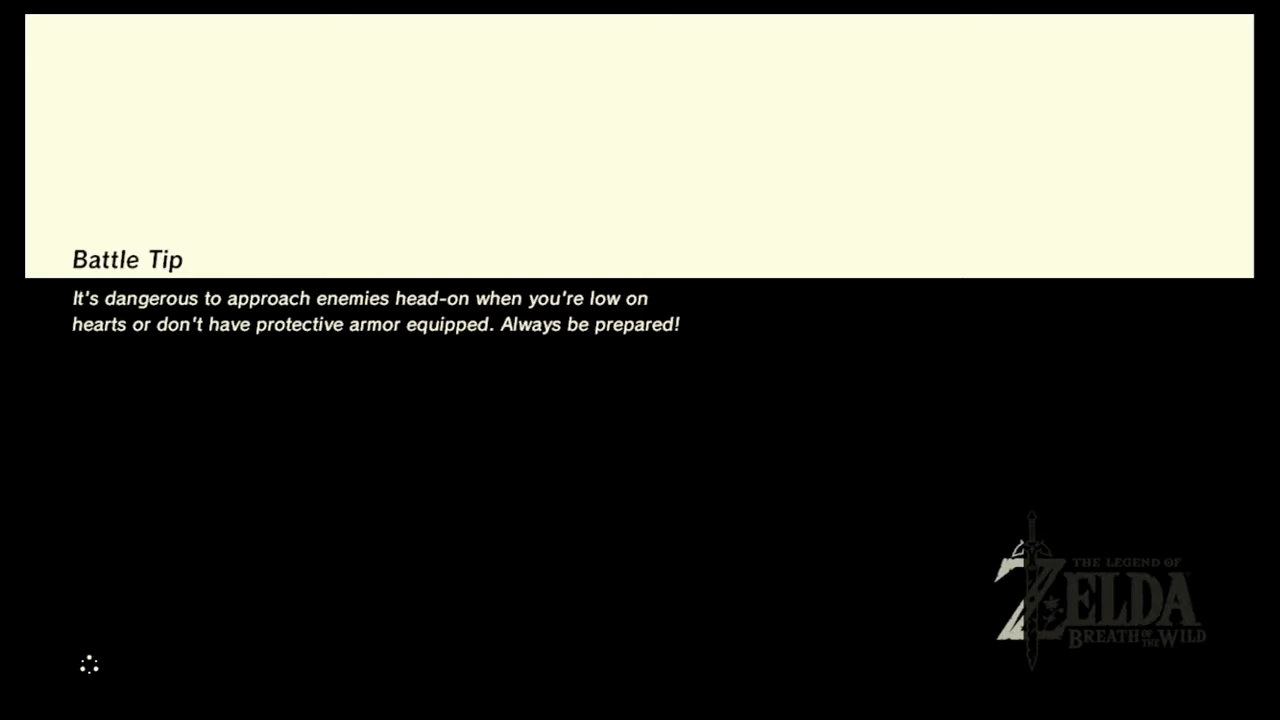 Battle Tip
It's dangerous to approach enemies head-on when you're low on
hearts or don't have protective armor equipped. Always be prepared!
THE LEGEND OF
ZELDA
BREATH OF THE WILD